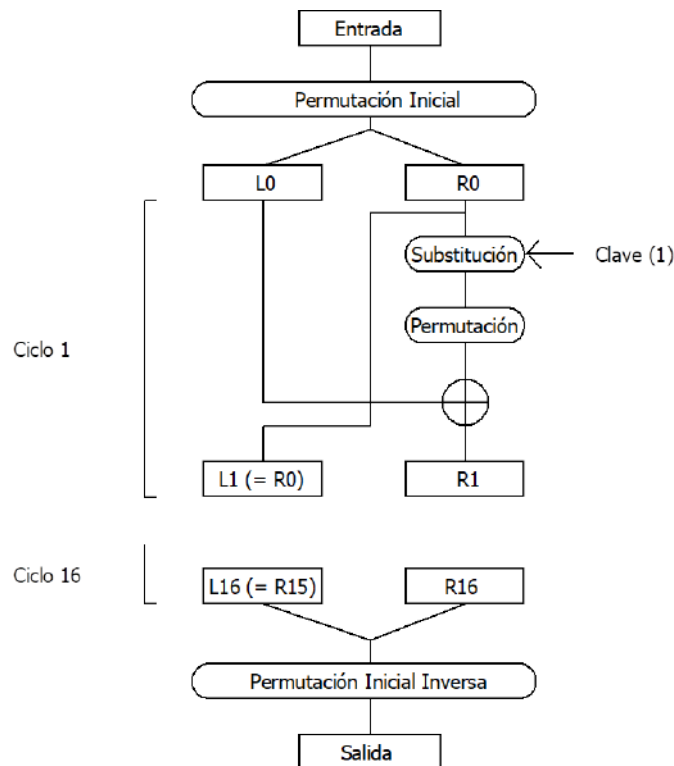 Entrada
Permutación Inicial
L0
R0
Substitución
Clave (1)
Permutación
Ciclo 1
L1 (= R0)
R1
Ciclo 16
L16 (= R15)
R16
Permutación Inicial Inversa
Salida